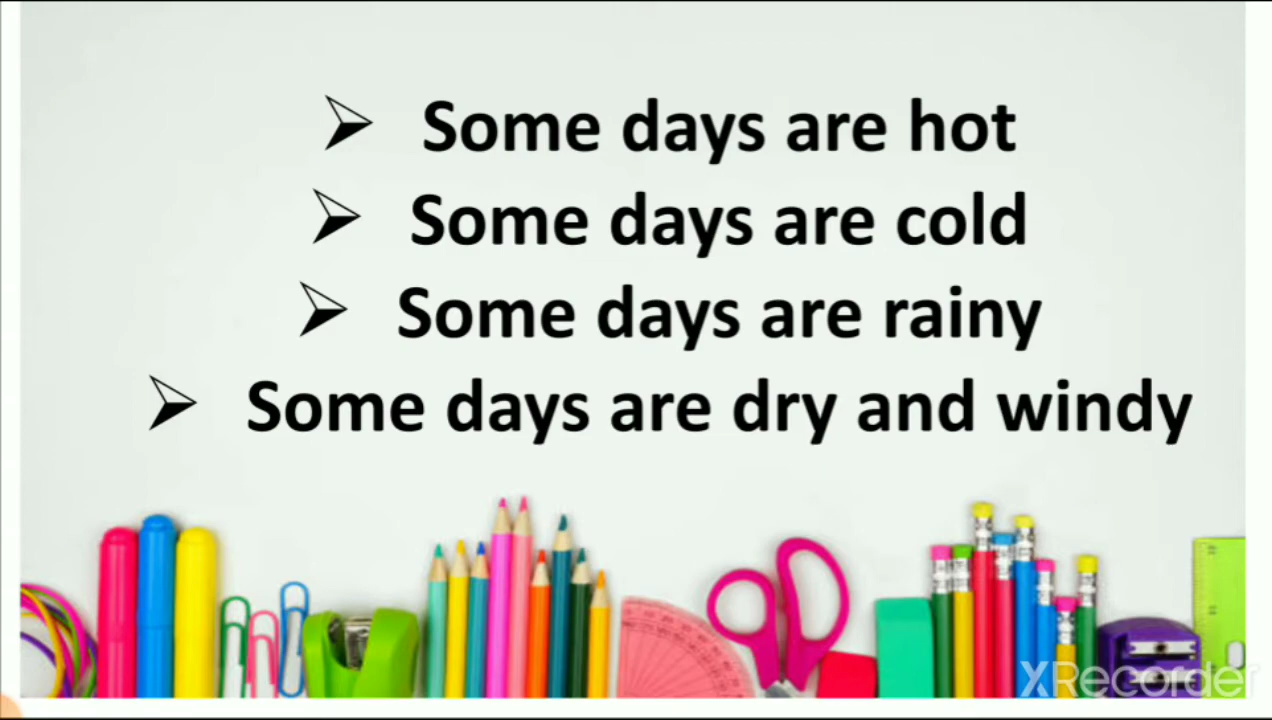 ➢ Some days are hot
➢ Some days are cold
➢ Some days are rainy
➢ Some days are dry and windy
XRecorder